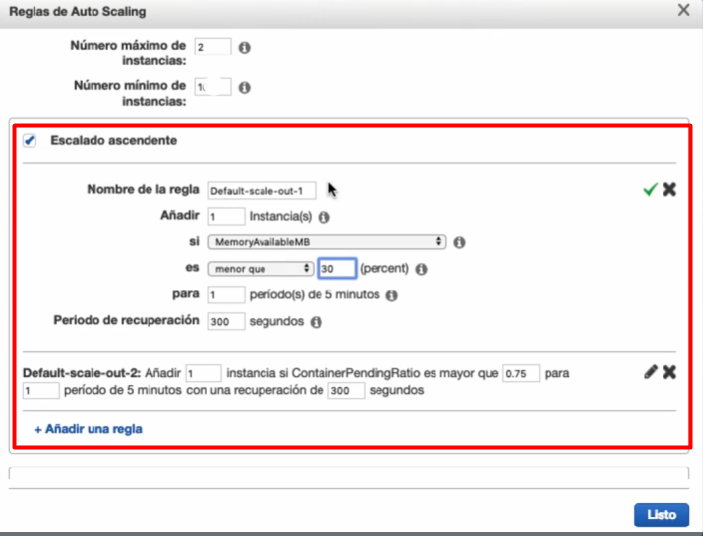 Reglas de Auto Scaling
Número máximo de 2
instancias:
Número mínimo de
instancias:
Escalado ascendente
Nombre de la regla Default-scale-out-1
Añadir 1 Instancia(s)
si MemoryAvailableMB
es menor que 30 (percent)
para 1 período(s) de 5 minutos
Periodo de recuperación 300 segundos
Default-scale-out-2: Añadir 1 instancia si ContainerPendingRatio es mayor que 0.75 para
1 período de 5 minutos con una recuperación de 300 segundos
+ Añadir una regla
Listo